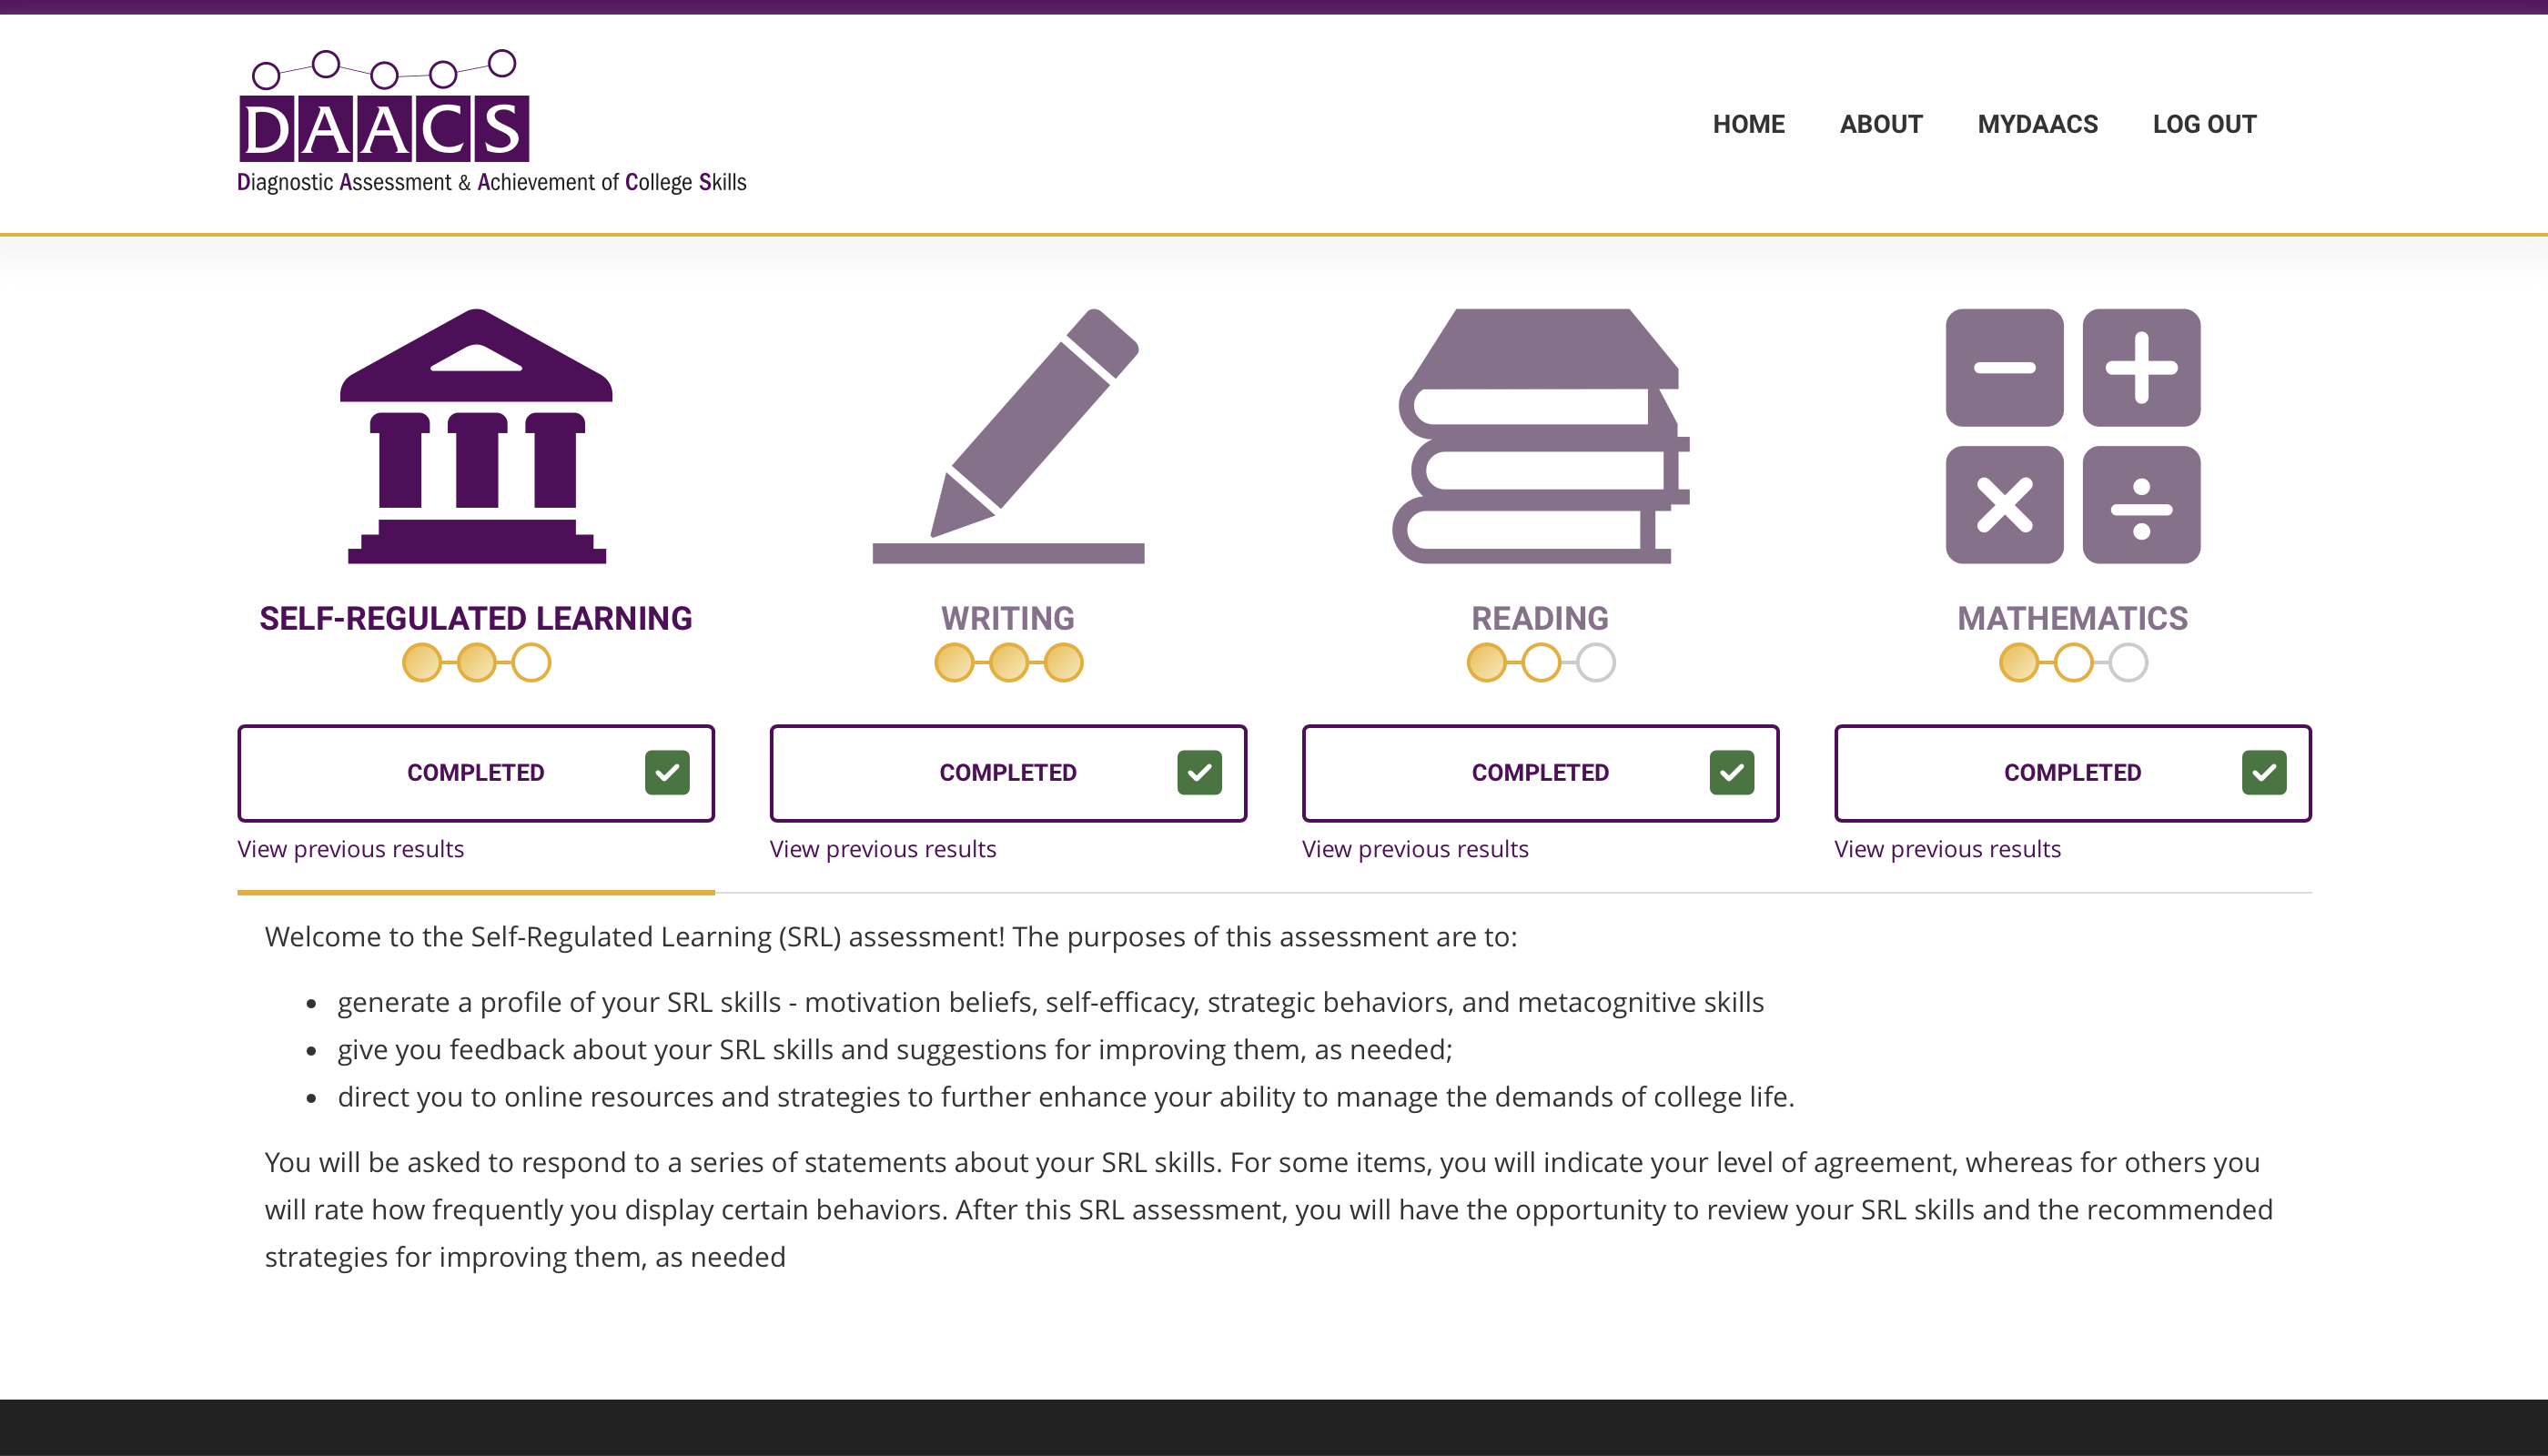 DAACS
Diagnostic Assessment & Achievement of College Skills
HOME ABOUT MYDAACS LOG OUT
SELF-REGULATED LEARNING
WRITING
READING
MATHEMATICS
COMPLETED
COMPLETED
COMPLETED
COMPLETED
View previous results
View previous results
View previous results
View previous results
Welcome to the Self-Regulated Learning (SRL) assessment! The purposes of this assessment are to:
• generate a profile of your SRL skills - motivation beliefs, self-efficacy, strategic behaviors, and metacognitive skills
• give you feedback about your SRL skills and suggestions for improving them, as needed;
• direct you to online resources and strategies to further enhance your ability to manage the demands of college life.
You will be asked to respond to a series of statements about your SRL skills. For some items, you will indicate your level of agreement, whereas for others you
will rate how frequently you display certain behaviors. After this SRL assessment, you will have the opportunity to review your SRL skills and the recommended
strategies for improving them, as needed